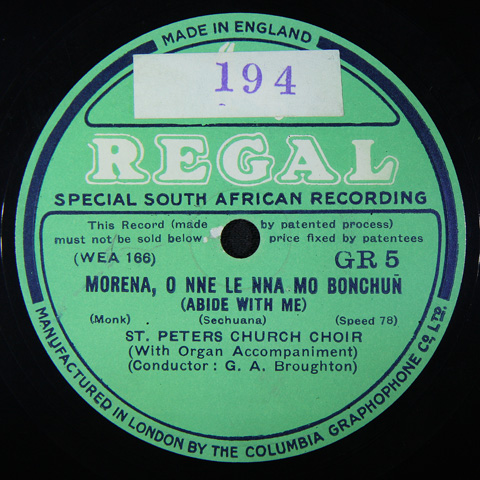 MADE IN ENGLAND
194
REGAL
SPECIAL SOUTH AFRICAN RECORDING
This Record (made by patented process)
must not be sold below price fixed by patentees
(WEA 166) GR 5
MORENA, O NNE LE NNA MO BONCHUÑ
(ABIDE WITH ME)
(Monk) (Sechuana) (Speed 78)
ST. PETERS CHURCH CHOIR
(With Organ Accompaniment)
(Conductor : G. A. Broughton)
MANUFACTURED IN LONDON BY THE COLUMBIA GRAPHOPHONE CO. LTD.